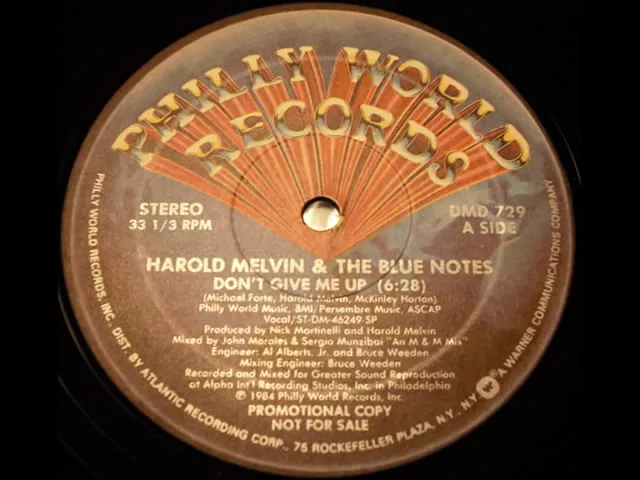 PHILLY WORLD
RECORDS
STEREO
33 1/3 RPM
DMD 729
A SIDE
HAROLD MELVIN & THE BLUE NOTES
DON'T GIVE ME UP (6:28)
(Michael Forte, Harold Melvin, McKinley Horton)
Philly World Music, BMI/Persembre Music, ASCAP
Vocal/ST-DM-46249-SP
Produced by Nick Martinelli and Harold Melvin
Mixed by John Morales & Sergio Munzibai "An M & M Mix"
Engineer: Al Alberts, Jr. and Bruce Weeden
Mixing Engineer: Bruce Weeden
Recorded and Mixed for Greater Sound Reproduction
at Alpha Int'l Recording Studios, Inc. in Philadelphia
℗ 1984 Philly World Records, Inc.
PROMOTIONAL COPY
NOT FOR SALE
PHILLY WORLD RECORDS, INC. DIST. BY ATLANTIC RECORDING CORP., 75 ROCKEFELLER PLAZA, N.Y., N.Y. W A WARNER COMMUNICATIONS COMPANY